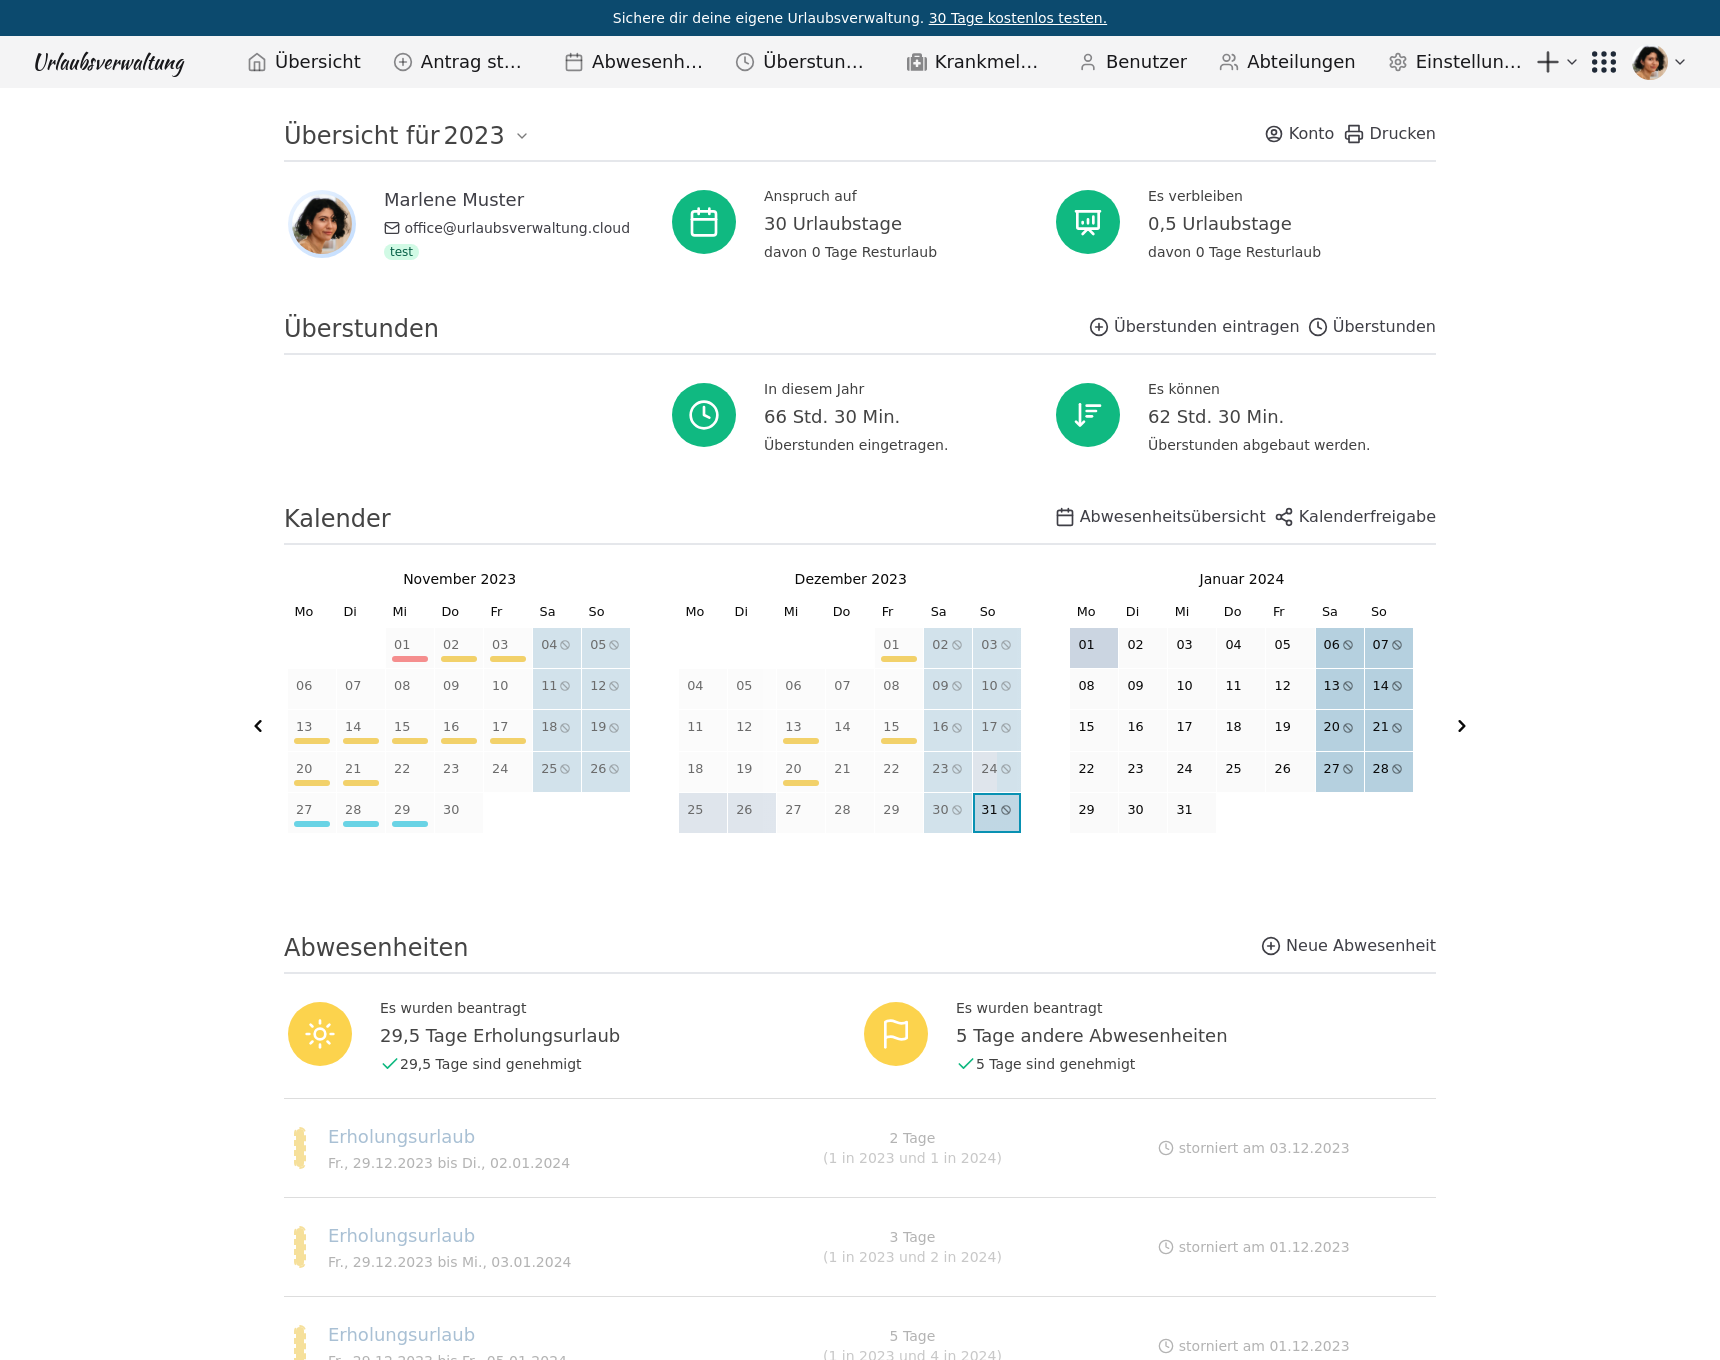 Sichere dir deine eigene Urlaubsverwaltung. 30 Tage kostenlos testen.
Urlaubsverwaltung Übersicht Antrag st… Abwesenh… Überstun… Krankmel… Benutzer Abteilungen Einstellun…
Übersicht für 2023 Konto Drucken
Marlene Muster
office@urlaubsverwaltung.cloud
test
Anspruch auf
30 Urlaubstage
davon 0 Tage Resturlaub
Es verbleiben
0,5 Urlaubstage
davon 0 Tage Resturlaub
Überstunden Überstunden eintragen Überstunden
In diesem Jahr
66 Std. 30 Min.
Überstunden eingetragen.
Es können
62 Std. 30 Min.
Überstunden abgebaut werden.
Kalender Abwesenheitsübersicht Kalenderfreigabe
November 2023
Mo Di Mi Do Fr Sa So
01 02 03 04 05
06 07 08 09 10 11 12
13 14 15 16 17 18 19
20 21 22 23 24 25 26
27 28 29 30
Dezember 2023
Mo Di Mi Do Fr Sa So
01 02 03
04 05 06 07 08 09 10
11 12 13 14 15 16 17
18 19 20 21 22 23 24
25 26 27 28 29 30 31
Januar 2024
Mo Di Mi Do Fr Sa So
01 02 03 04 05 06 07
08 09 10 11 12 13 14
15 16 17 18 19 20 21
22 23 24 25 26 27 28
29 30 31
Abwesenheiten Neue Abwesenheit
Es wurden beantragt
29,5 Tage Erholungsurlaub
29,5 Tage sind genehmigt
Es wurden beantragt
5 Tage andere Abwesenheiten
5 Tage sind genehmigt
Erholungsurlaub
Fr., 29.12.2023 bis Di., 02.01.2024
2 Tage
(1 in 2023 und 1 in 2024)
storniert am 03.12.2023
Erholungsurlaub
Fr., 29.12.2023 bis Mi., 03.01.2024
3 Tage
(1 in 2023 und 2 in 2024)
storniert am 01.12.2023
Erholungsurlaub
Fr., 29.12.2023 bis Fr., 05.01.2024
5 Tage
(1 in 2023 und 4 in 2024)
storniert am 01.12.2023